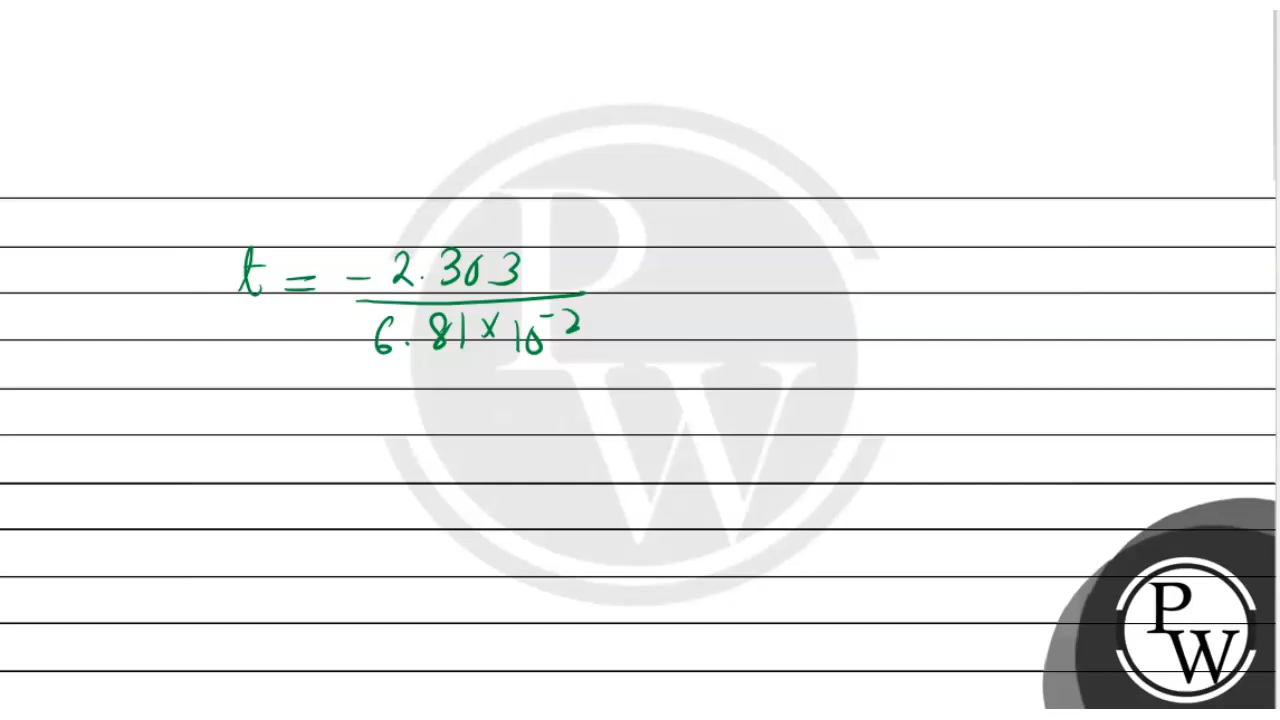 t = - 2.303
6.81 × 10⁻²
P
W
P
W